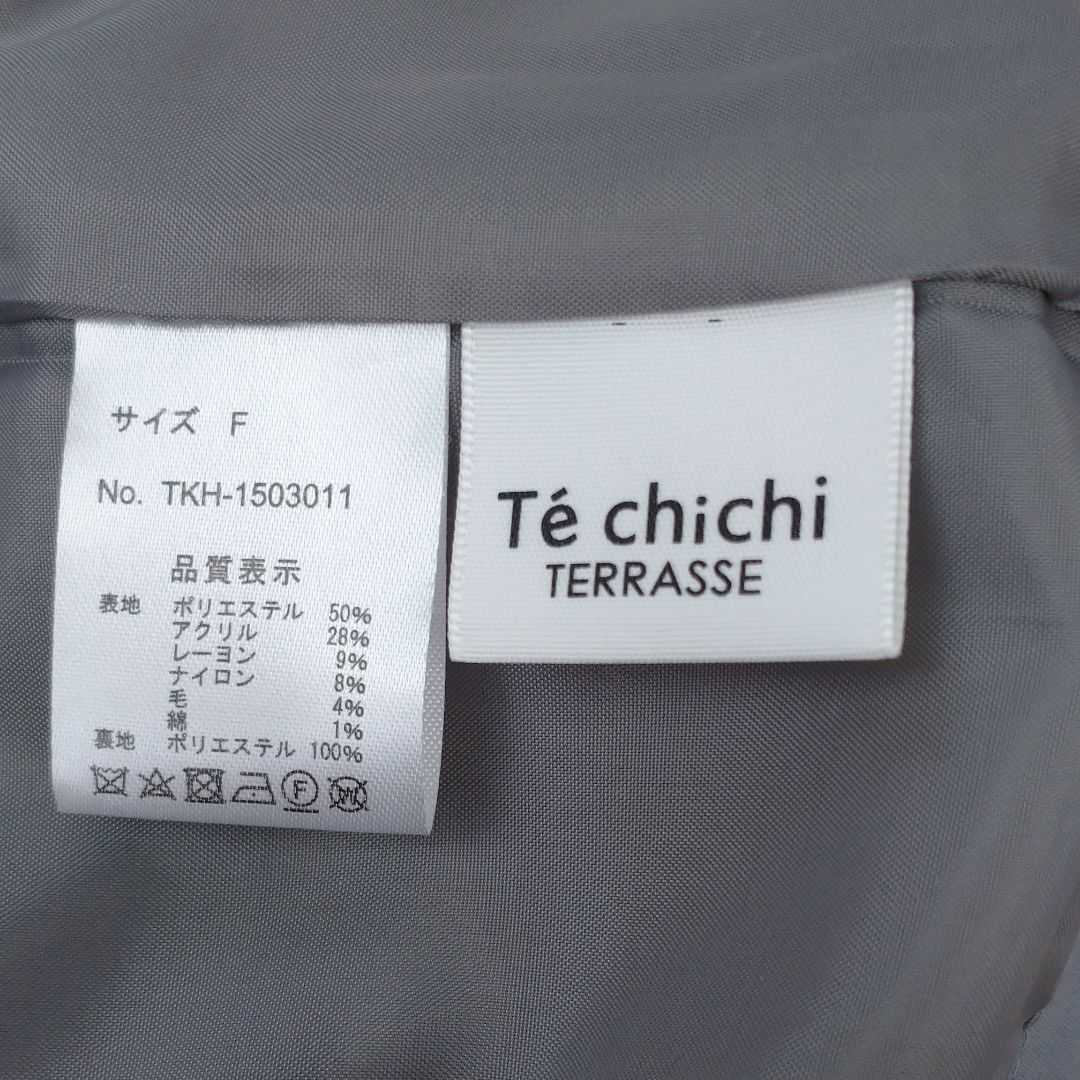 サイズ F
No. TKH-1503011
品質表示
表地 ポリエステル 50%
アクリル 28%
レーヨン 9%
ナイロン 8%
毛 4%
綿 1%
裏地 ポリエステル 100%
F
W
Té chichi
TERRASSE